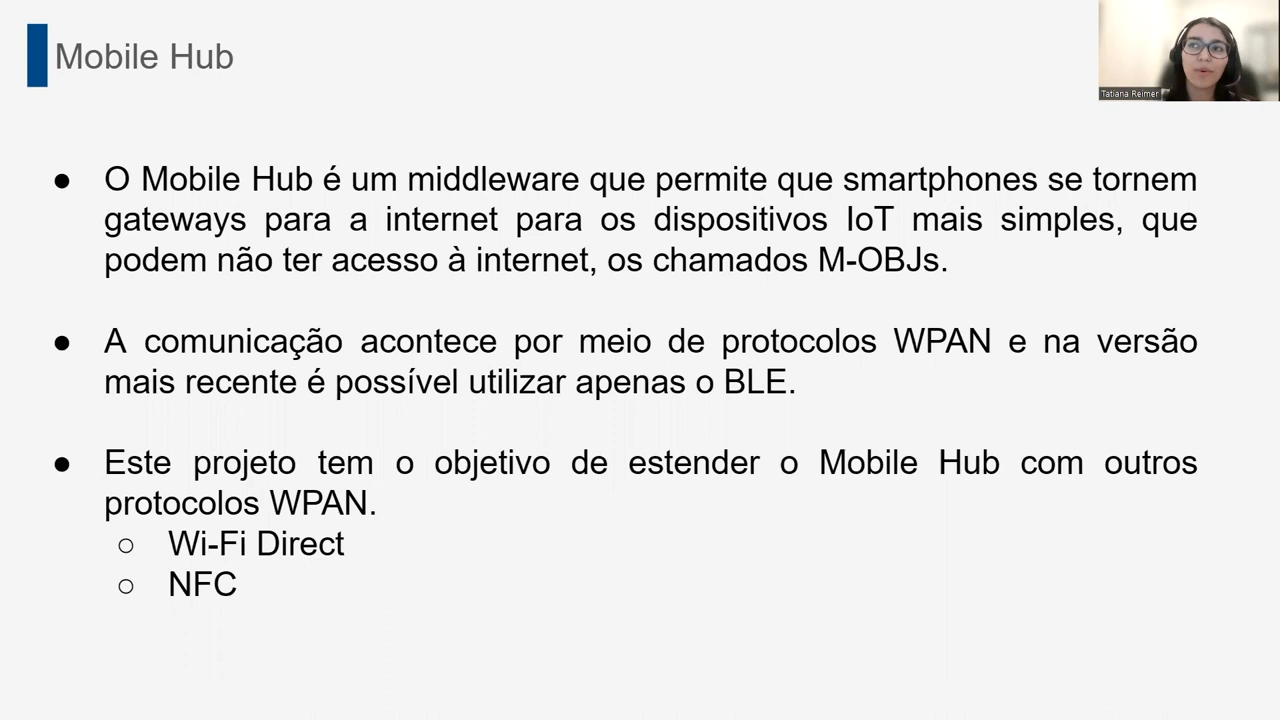 Mobile Hub
Tatiana Reimer
● O Mobile Hub é um middleware que permite que smartphones se tornem
gateways para a internet para os dispositivos IoT mais simples, que
podem não ter acesso à internet, os chamados M-OBJs.
● A comunicação acontece por meio de protocolos WPAN e na versão
mais recente é possível utilizar apenas o BLE.
● Este projeto tem o objetivo de estender o Mobile Hub com outros
protocolos WPAN.
○ Wi-Fi Direct
○ NFC